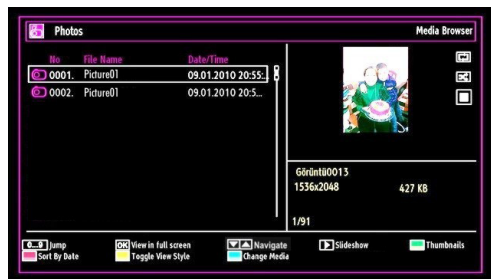 Photos
Media Browser
No File Name Date/Time
0001. Picture01 09.01.2010 20:55:..
0002. Picture01 09.01.2010 20:5...
Görüntü0013
1536x2048 427 KB
1/91
0...9 Jump OK View in full screen Navigate Slideshow Thumbnails
Sort By Date Toggle View Style Change Media